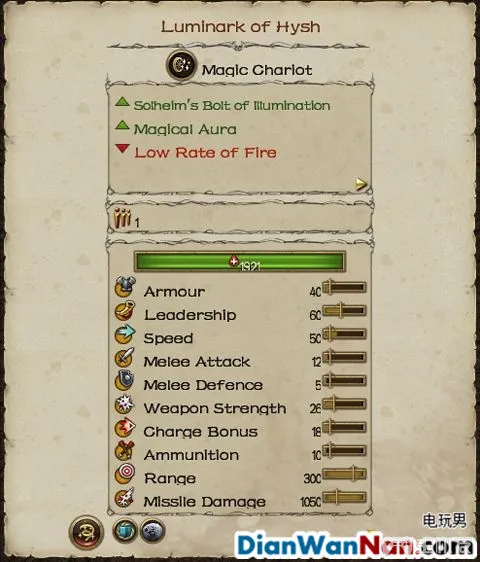 Luminark of Hysh
Magic Chariot
Solheim's Bolt of Illumination
Magical Aura
Low Rate of Fire
1
1921
Armour 40
Leadership 60
Speed 50
Melee Attack 12
Melee Defence 5
Weapon Strength 26
Charge Bonus 18
Ammunition 10
Range 300
Missile Damage 1050
电玩男
DianWanNan.com